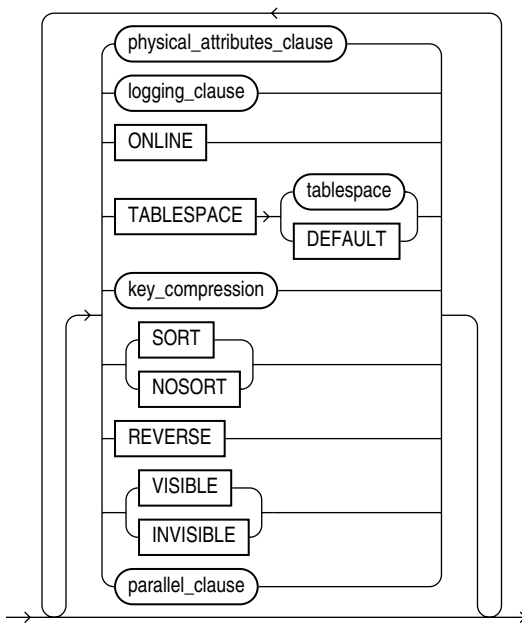 physical_attributes_clause
logging_clause
ONLINE
TABLESPACE
tablespace
DEFAULT
key_compression
SORT
NOSORT
REVERSE
VISIBLE
INVISIBLE
parallel_clause